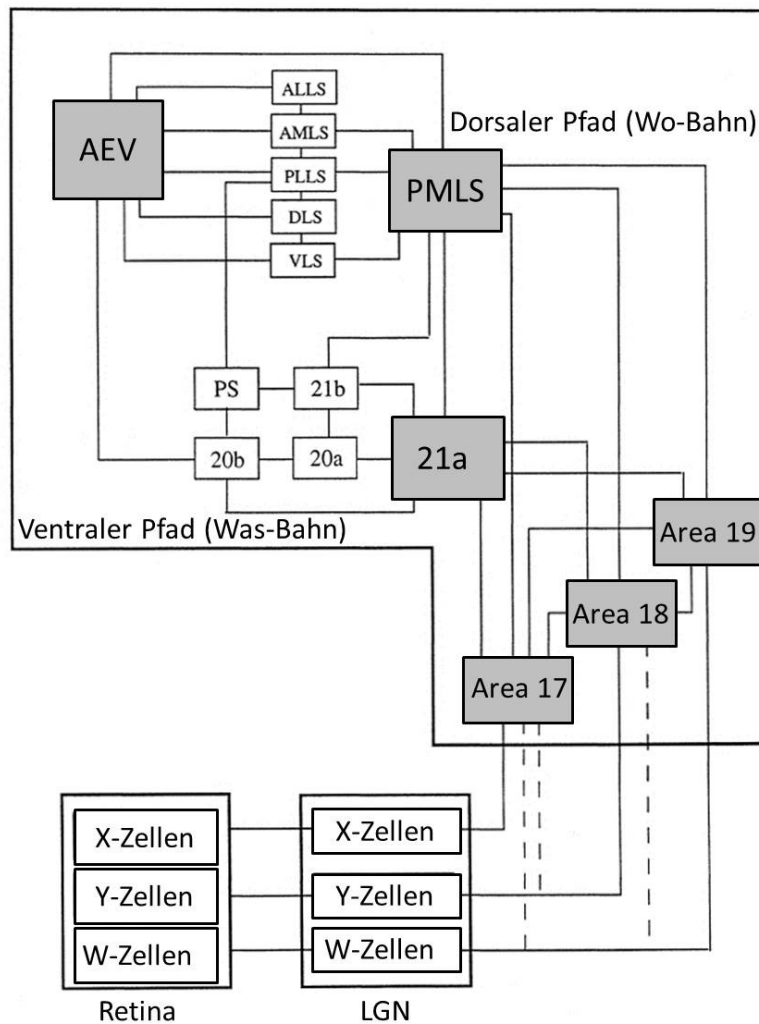 ALLS
AMLS
Dorsaler Pfad (Wo-Bahn)
AEV
PLLS
PMLS
DLS
VLS
PS
21b
20b
20a
21a
Ventraler Pfad (Was-Bahn)
Area 19
Area 18
Area 17
X-Zellen
X-Zellen
Y-Zellen
Y-Zellen
W-Zellen
W-Zellen
Retina
LGN